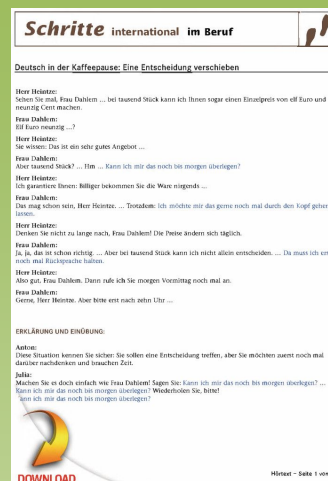 Schritte international im Beruf
Deutsch in der Kaffeepause: Eine Entscheidung verschieben
Herr Heintze:
Sehen Sie mal, Frau Dahlem ... bei tausend Stück kann ich Ihnen sogar einen Einzelpreis von elf Euro und
neunzig Cent machen.
Frau Dahlem:
Elf Euro neunzig ...?
Herr Heintze:
Sie wissen: Das ist ein sehr gutes Angebot ...
Frau Dahlem:
Aber tausend Stück? ... Hm ... Kann ich mir das noch bis morgen überlegen?
Herr Heintze:
Ich garantiere Ihnen: Billiger bekommen Sie die Ware nirgends ...
Frau Dahlem:
Das mag schon sein, Herr Heintze. ... Trotzdem: Ich möchte mir das gerne noch mal durch den Kopf gehen
lassen.
Herr Heintze:
Denken Sie nicht zu lange nach, Frau Dahlem! Die Preise ändern sich täglich.
Frau Dahlem:
Ja, ja, das ist schon richtig. ... Aber bei tausend Stück kann ich nicht allein entscheiden. ... Da muss ich
noch mal Rücksprache halten.
Herr Heintze:
Also gut, Frau Dahlem. Dann rufe ich Sie morgen Vormittag noch mal an.
Frau Dahlem:
Gerne, Herr Heintze. Aber bitte erst nach zehn Uhr ...
ERKLÄRUNG UND EINÜBUNG:
Anton:
Diese Situation kennen Sie sicher: Sie sollen eine Entscheidung treffen, aber Sie möchten zuerst noch mal
darüber nachdenken und brauchen Zeit.
Julia:
Machen Sie es doch einfach wie Frau Dahlem! Sagen Sie: Kann ich mir das noch bis morgen überlegen? ...
Kann ich mir das noch bis morgen überlegen? Wiederholen Sie, bitte!
ann ich mir das noch bis morgen überlegen?
DOWNLOAD
Hörtext – Seite 1 von